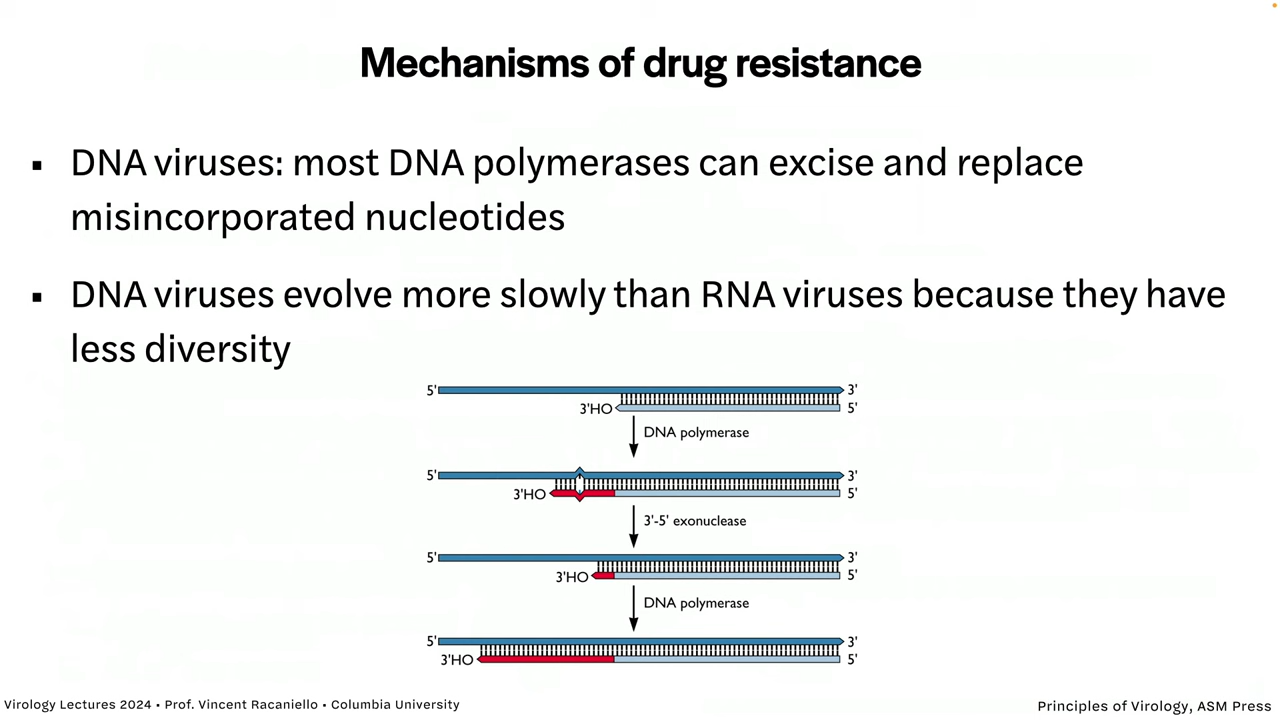 Mechanisms of drug resistance
▪ DNA viruses: most DNA polymerases can excise and replace
misincorporated nucleotides
▪ DNA viruses evolve more slowly than RNA viruses because they have
less diversity
5' 3'
3'HO 5'
DNA polymerase
5' 3'
3'HO 5'
3'-5' exonuclease
5' 3'
3'HO 5'
DNA polymerase
5' 3'
3'HO 5'
Virology Lectures 2024 • Prof. Vincent Racaniello • Columbia University
Principles of Virology, ASM Press